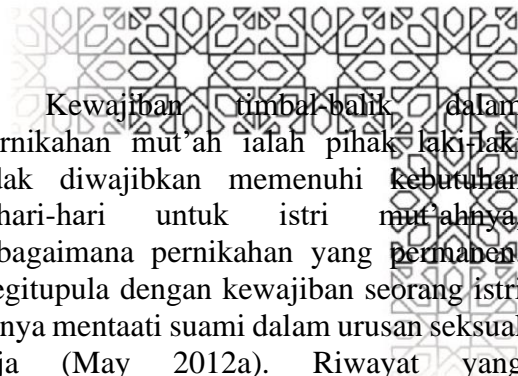 Kewajiban timbal-balik dalam
ernikahan mut’ah ialah pihak laki-laki
dak diwajibkan memenuhi kebutuhan
hari-hari untuk istri mut’ahnya,
bagaimana pernikahan yang permanen.
egitupula dengan kewajiban seorang istri
nya mentaati suami dalam urusan seksual
ja (May 2012a). Riwayat yang